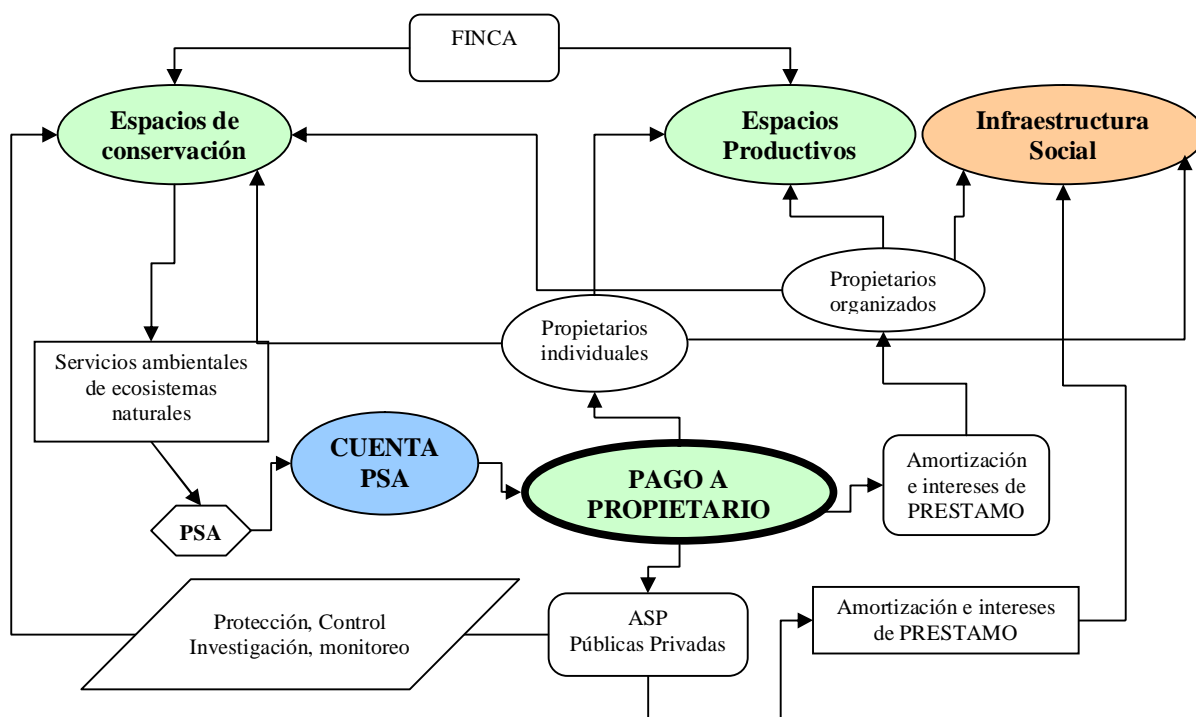 FINCA
Espacios de
conservación
Espacios
Productivos
Infraestructura
Social
Propietarios
organizados
Propietarios
individuales
Servicios ambientales
de ecosistemas
naturales
CUENTA
PSA
PAGO A
PROPIETARIO
Amortización
e intereses de
PRESTAMO
PSA
Protección, Control
Investigación, monitoreo
ASP
Públicas Privadas
Amortización e intereses
de PRESTAMO